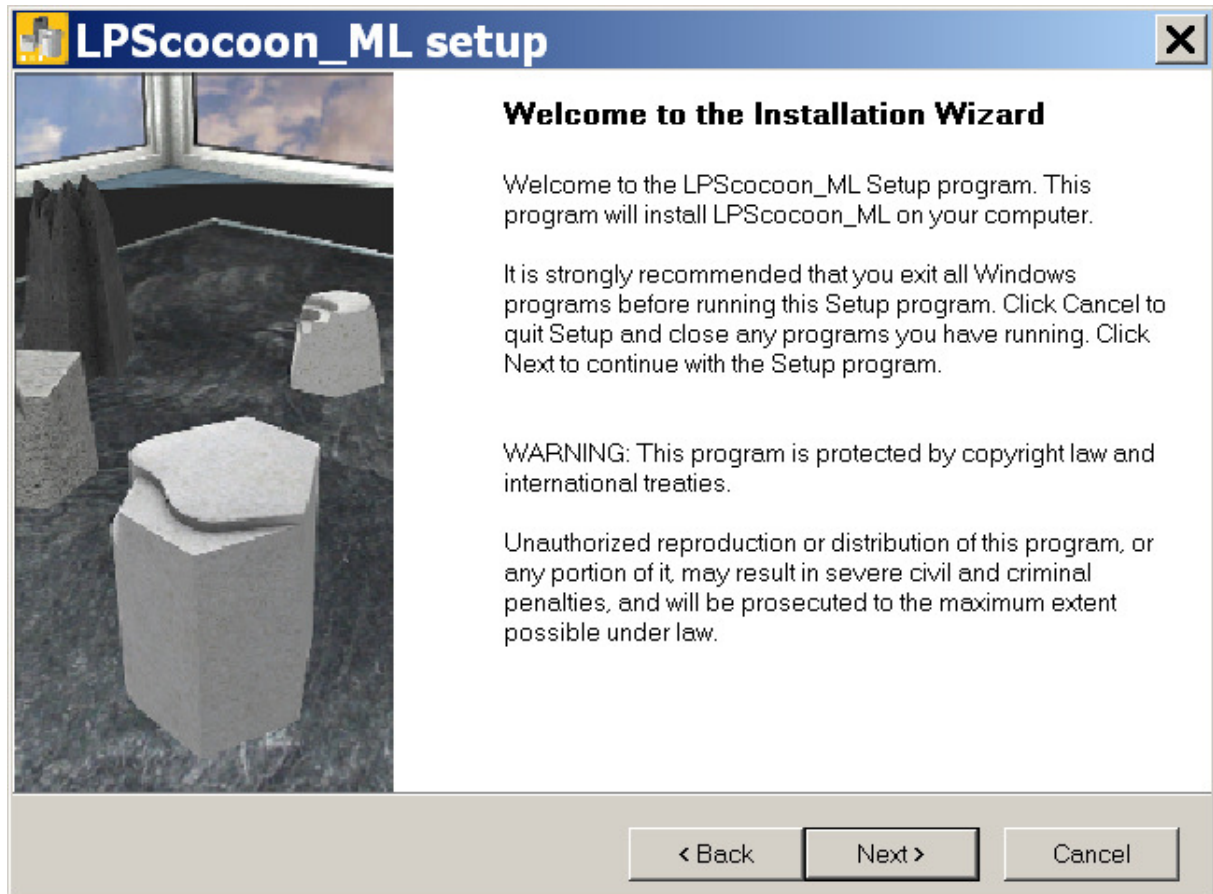 LPScocoon_ML setup
Welcome to the Installation Wizard
Welcome to the LPScocoon_ML Setup program. This
program will install LPScocoon_ML on your computer.
It is strongly recommended that you exit all Windows
programs before running this Setup program. Click Cancel to
quit Setup and close any programs you have running. Click
Next to continue with the Setup program.
WARNING: This program is protected by copyright law and
international treaties.
Unauthorized reproduction or distribution of this program, or
any portion of it, may result in severe civil and criminal
penalties, and will be prosecuted to the maximum extent
possible under law.
< Back
Next >
Cancel